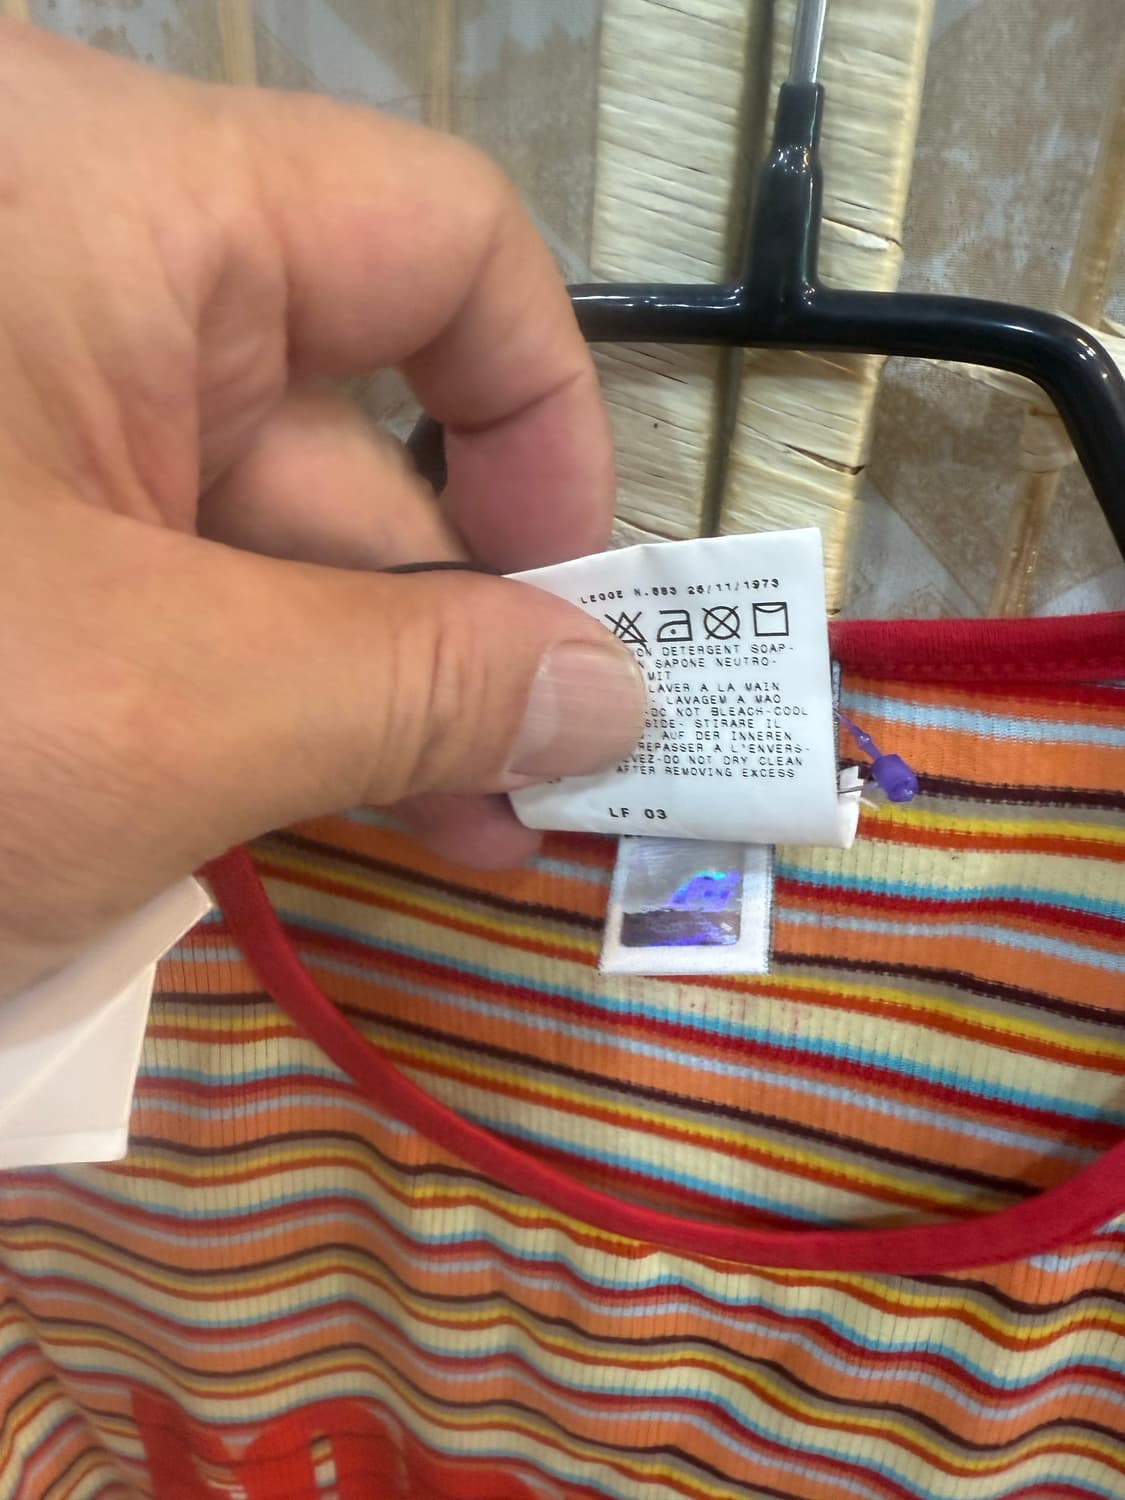 LEGGE N.883 26/11/1973
DETERGENT SOAP-
SAPONE NEUTRO-
MIT
LAVER A LA MAIN
- LAVAGEM A MAO
-DO NOT BLEACH-COOL
SIDE- STIRARE IL
- AUF DER INNEREN
REPASSER A L'ENVERS-
VEZ-DO NOT DRY CLEAN
AFTER REMOVING EXCESS
LF 03